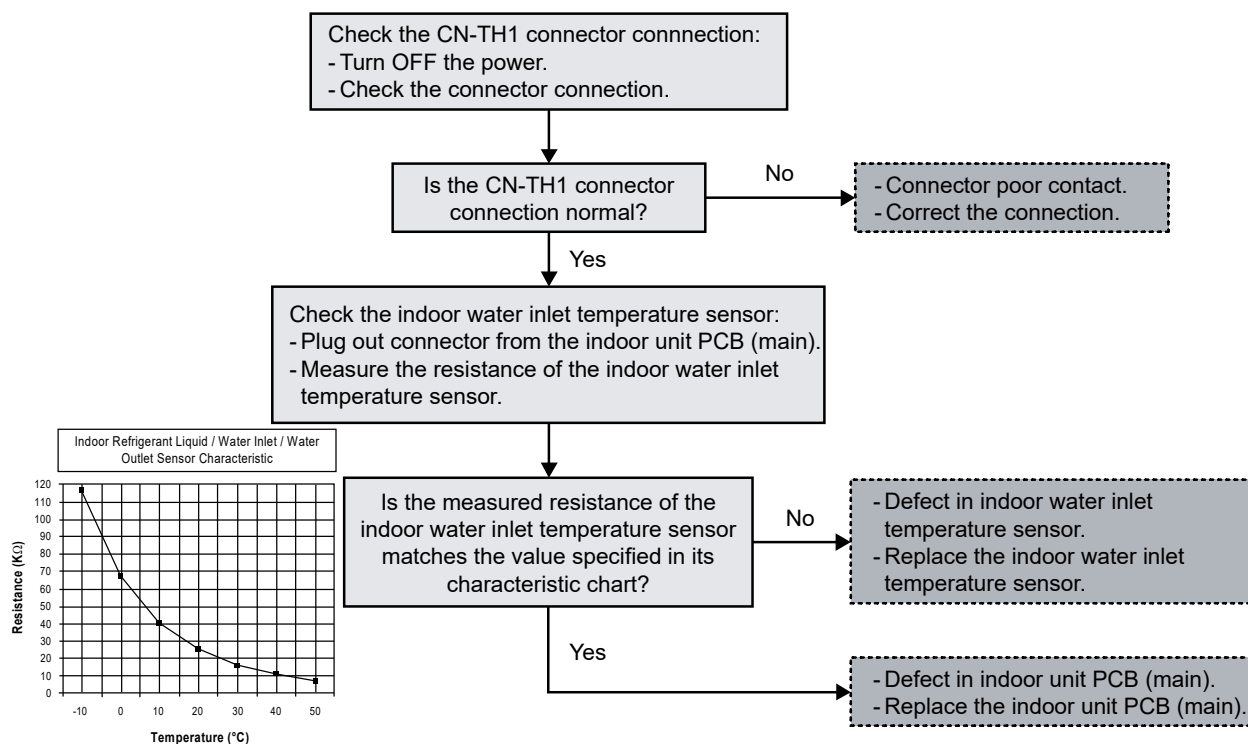 Check the CN-TH1 connector connnection:
- Turn OFF the power.
- Check the connector connection.
Is the CN-TH1 connector
connection normal?
No
- Connector poor contact.
- Correct the connection.
Yes
Check the indoor water inlet temperature sensor:
- Plug out connector from the indoor unit PCB (main).
- Measure the resistance of the indoor water inlet
temperature sensor.
Indoor Refrigerant Liquid / Water Inlet / Water
Outlet Sensor Characteristic
120
110
100
90
80
70
60
50
40
30
20
10
0
Resistance (KΩ)
-10 0 10 20 30 40 50
Temperature (°C)
Is the measured resistance of the
indoor water inlet temperature sensor
matches the value specified in its
characteristic chart?
No
- Defect in indoor water inlet
temperature sensor.
- Replace the indoor water inlet
temperature sensor.
Yes
- Defect in indoor unit PCB (main).
- Replace the indoor unit PCB (main).